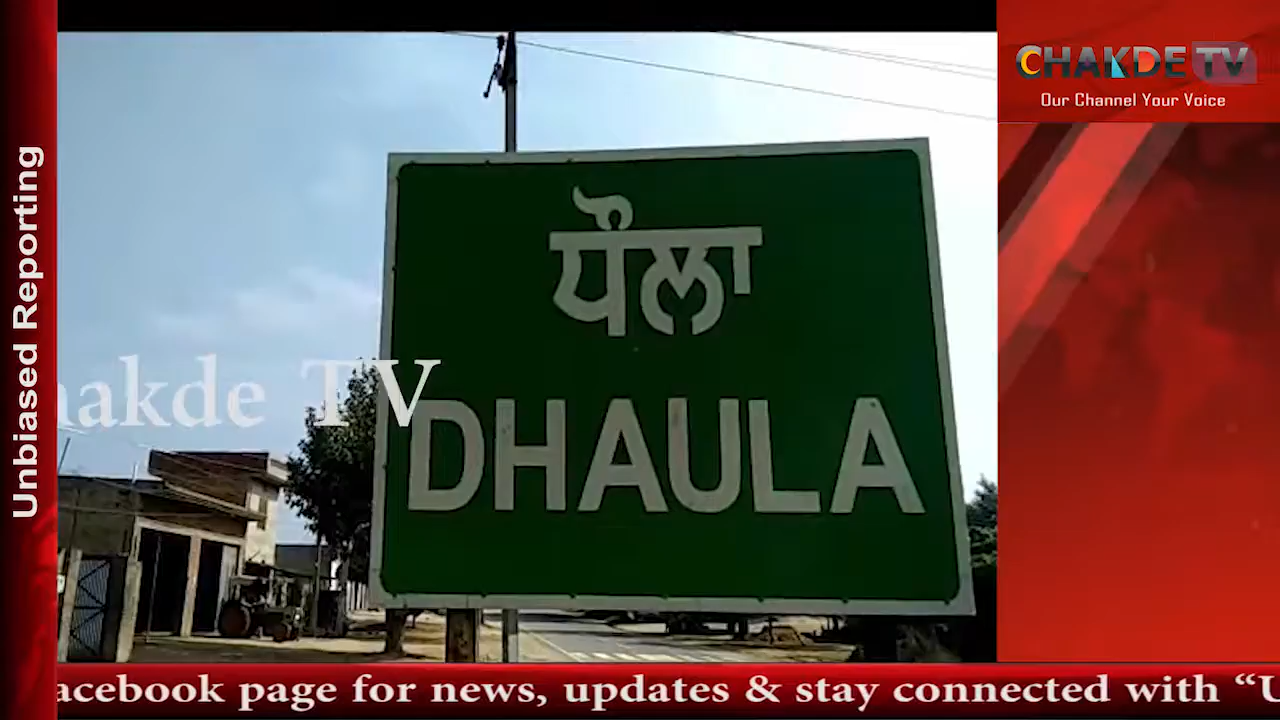 CHAKDE TV
Our Channel Your Voice
Unbiased Reporting
ਧੌਲਾ
DHAULA
hakde TV
acebook page for news, updates & stay connected with “U